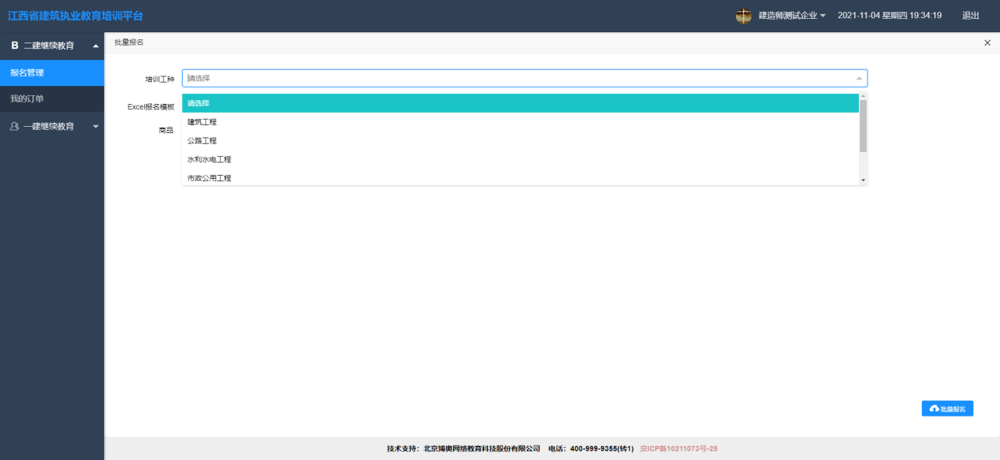 江西省建筑执业教育培训平台
建造师测试企业 2021-11-04 星期四 19:34:19 退出
B 二建继续教育
批量报名
报名管理
培训工种 请选择
我的订单
Excel报名模板 请选择
一建继续教育
商品
建筑工程
公路工程
水利水电工程
市政公用工程
批量报名
技术支持：北京博奥网络教育科技股份有限公司 电话：400-999-9355(转1) 京ICP备10211073号-25